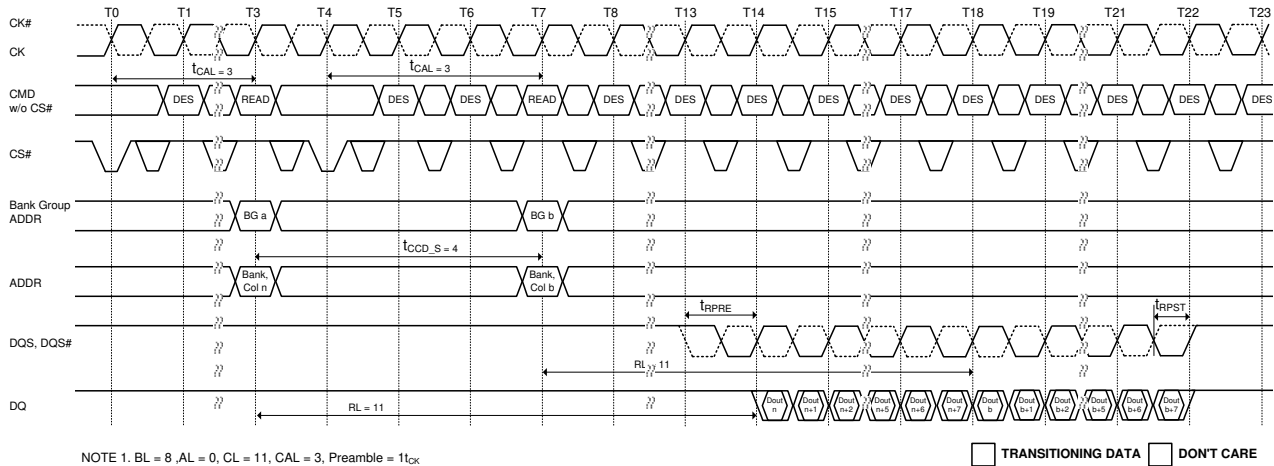 T0 T1 T3 T4 T5 T6 T7 T8 T13 T14 T15 T17 T18 T19 T21 T22 T23
CK#
CK
tCAL = 3 tCAL = 3
CMD
w/o CS#
DES READ DES DES READ DES DES DES DES DES DES DES DES DES DES
CS#
Bank Group
ADDR
BG a BG b
tCCD_S = 4
ADDR
Bank,
Col n
Bank,
Col b
tRPRE tRPST
DQS, DQS#
RL = 11
DQ
RL = 11
Dout
n
Dout
n+1
Dout
n+2
Dout
n+5
Dout
n+6
Dout
n+7
Dout
b
Dout
b+1
Dout
b+2
Dout
b+5
Dout
b+6
Dout
b+7
NOTE 1. BL = 8 ,AL = 0, CL = 11, CAL = 3, Preamble = 1tCK
TRANSITIONING DATA DON'T CARE